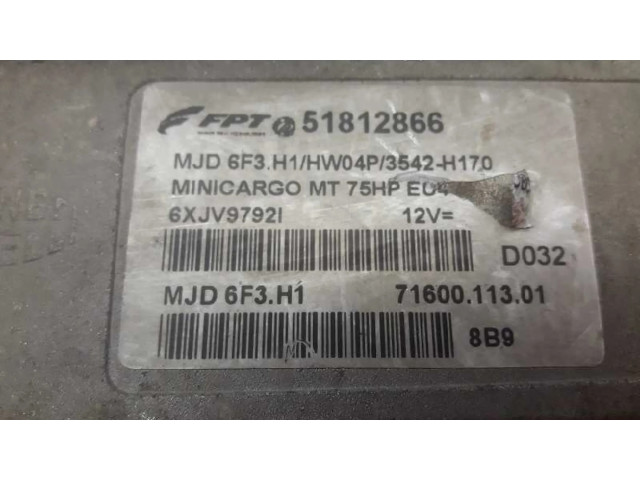 FPT 51812866
MJD 6F3.H1/HW04P/3542-H170
MINICARGO MT 75HP EU4
6XJV9792I 12V=
D032
MJD 6F3.H1 71600.113.01
8B9